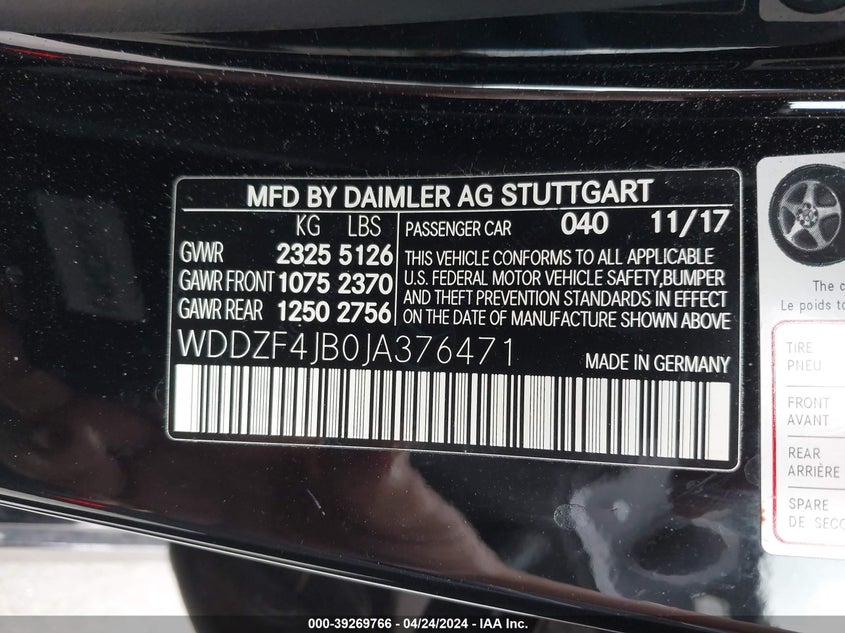 MFD BY DAIMLER AG STUTTGART
KG LBS
GVWR 2325 5126
GAWR FRONT 1075 2370
GAWR REAR 1250 2756
PASSENGER CAR 040 11/17
THIS VEHICLE CONFORMS TO ALL APPLICABLE
U.S. FEDERAL MOTOR VEHICLE SAFETY,BUMPER
AND THEFT PREVENTION STANDARDS IN EFFECT
ON THE DATE OF MANUFACTURE SHOWN ABOVE
WDDZF4JB0JA376471
MADE IN GERMANY
The
Le poids
TIRE
PNEU
FRONT
AVANT
REAR
ARRIÈRE
SPARE
DE
000-39269766 - 04/24/2024 - IAA Inc.